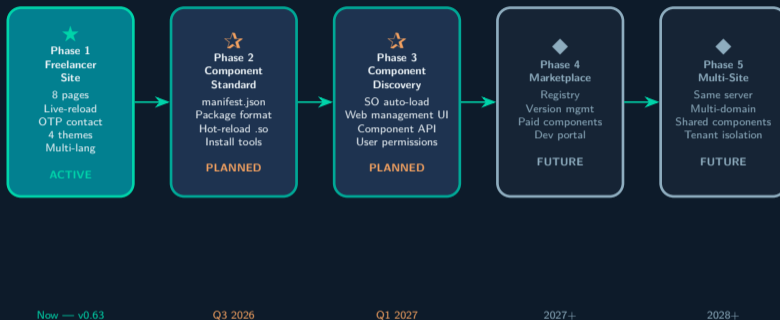 Phase 1
Freelancer
Site
8 pages
Live-reload
OTP contact
4 themes
Multi-lang
ACTIVE
Phase 2
Component
Standard
manifest.json
Package format
Hot-reload .so
Install tools
PLANNED
Phase 3
Component
Discovery
SO auto-load
Web management UI
Component API
User permissions
PLANNED
Phase 4
Marketplace
Registry
Version mgmt
Paid components
Dev portal
FUTURE
Phase 5
Multi-Site
Same server
Multi-domain
Shared components
Tenant isolation
FUTURE
Now — v0.63
Q3 2026
Q1 2027
2027+
2028+